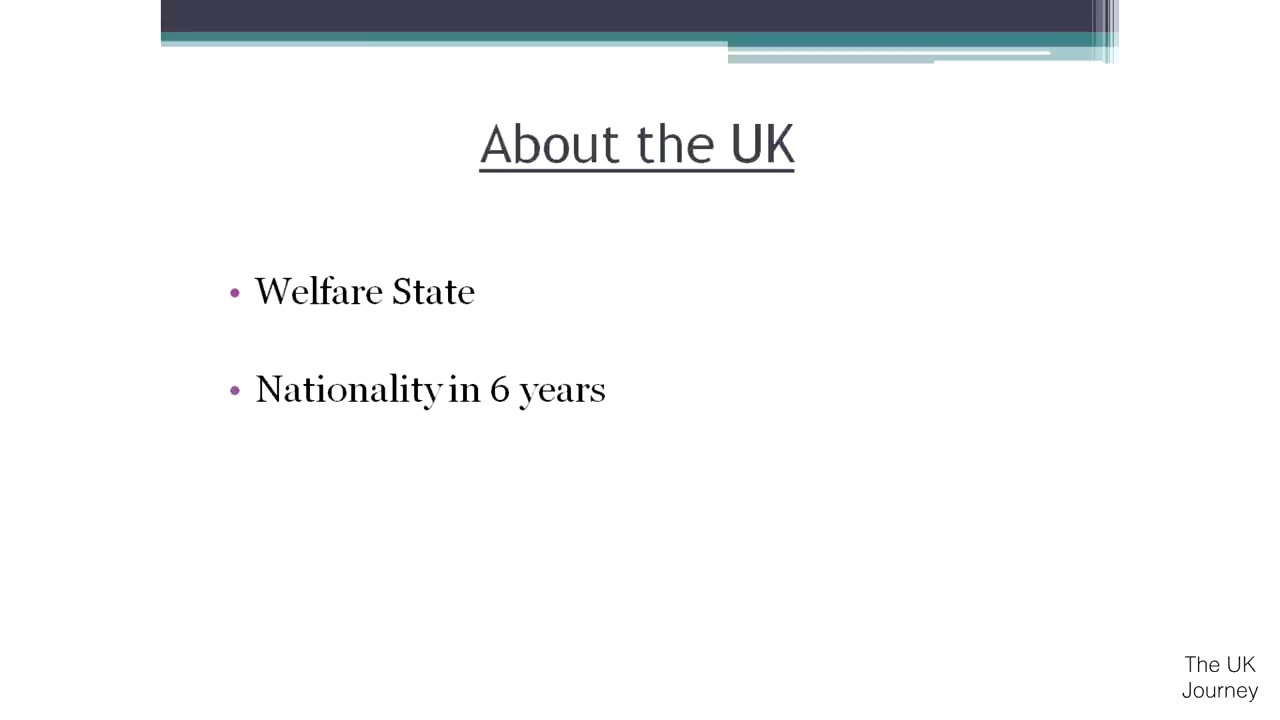 About the UK
• Welfare State
• Nationality in 6 years
The UK
Journey